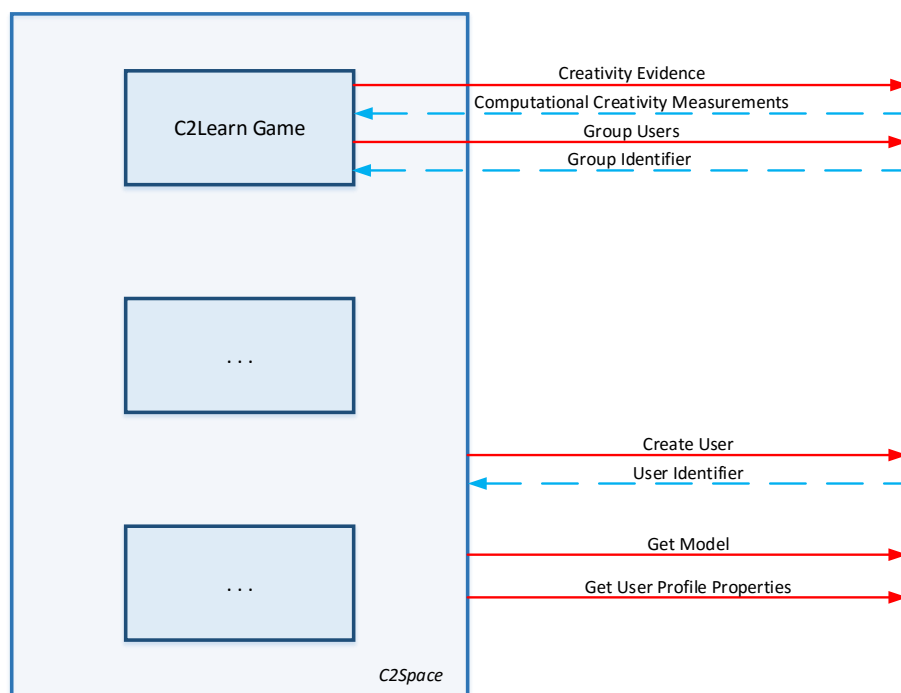 Creativity Evidence
Computational Creativity Measurements
C2Learn Game
Group Users
Group Identifier
. . .
Create User
User Identifier
Get Model
. . .
Get User Profile Properties
C2Space